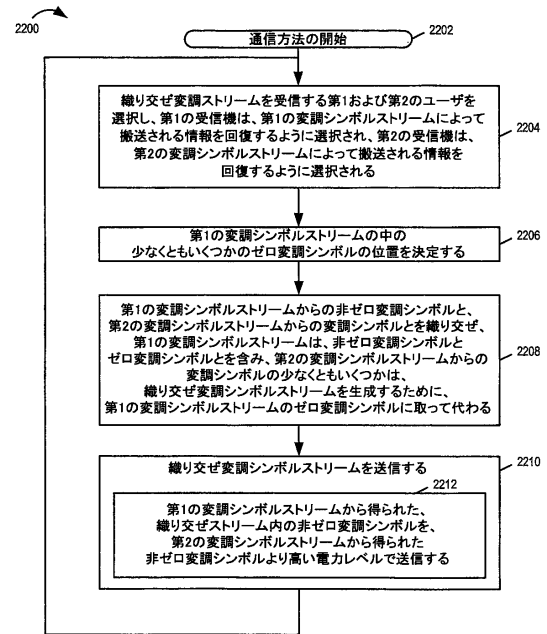 2200
通信方法の開始
2202
織り交ぜ変調ストリームを受信する第1および第2のユーザを
選択し、第1の受信機は、第1の変調シンボルストリームによって
搬送される情報を回復するように選択され、第2の受信機は、
第2の変調シンボルストリームによって搬送される情報を
回復するように選択される
2204
第1の変調シンボルストリームの中の
少なくともいくつかのゼロ変調シンボルの位置を決定する
2206
第1の変調シンボルストリームからの非ゼロ変調シンボルと、
第2の変調シンボルストリームからの変調シンボルとを織り交ぜ、
第1の変調シンボルストリームは、非ゼロ変調シンボルと
ゼロ変調シンボルとを含み、第2の変調シンボルストリームからの
変調シンボルの少なくともいくつかは、
織り交ぜ変調シンボルストリームを生成するために、
第1の変調シンボルストリームのゼロ変調シンボルに取って代わる
2208
織り交ぜ変調シンボルストリームを送信する
2210
2212
第1の変調シンボルストリームから得られた、
織り交ぜストリーム内の非ゼロ変調シンボルを、
第2の変調シンボルストリームから得られた
非ゼロ変調シンボルより高い電力レベルで送信する